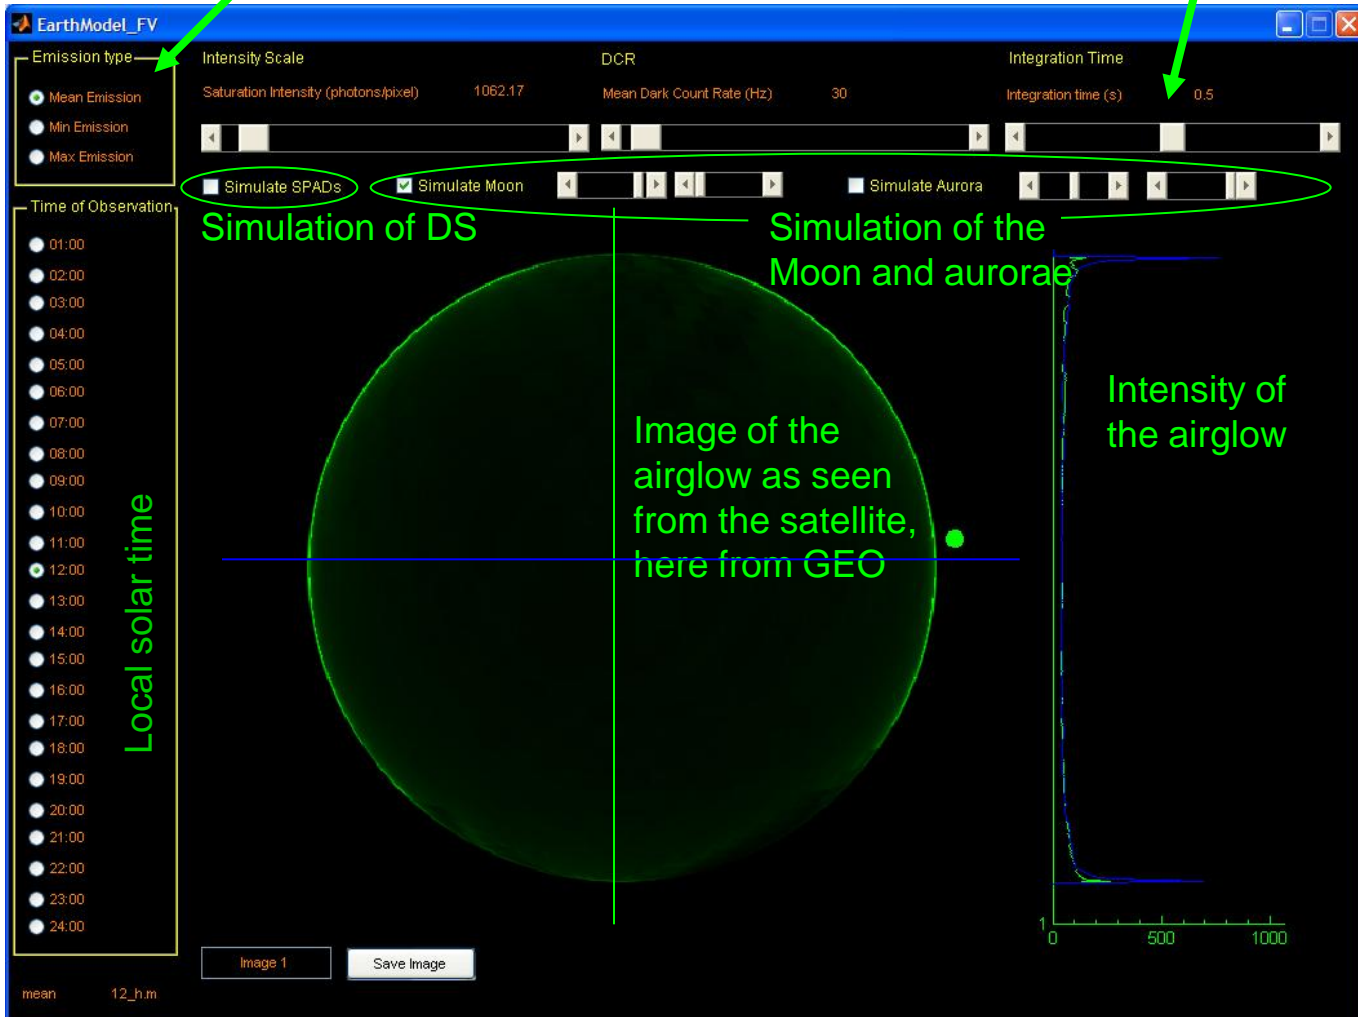 EarthModel_FV
Emission type
Mean Emission
Min Emission
Max Emission
Intensity Scale
Saturation Intensity (photons/pixel) 1062.17
DCR
Mean Dark Count Rate (Hz) 30
Integration Time
Integration time (s) 0.5
Simulate SPADs
Simulate Moon
Simulate Aurora
Simulation of DS
Simulation of the
Moon and aurorae
Time of Observation
01:00
02:00
03:00
04:00
05:00
06:00
07:00
08:00
09:00
10:00
11:00
12:00
13:00
14:00
15:00
16:00
17:00
18:00
19:00
20:00
21:00
22:00
23:00
24:00
Local solar time
Image of the
airglow as seen
from the satellite,
here from GEO
Intensity of
the airglow
1
0 500 1000
Image 1
Save Image
mean 12_h.m